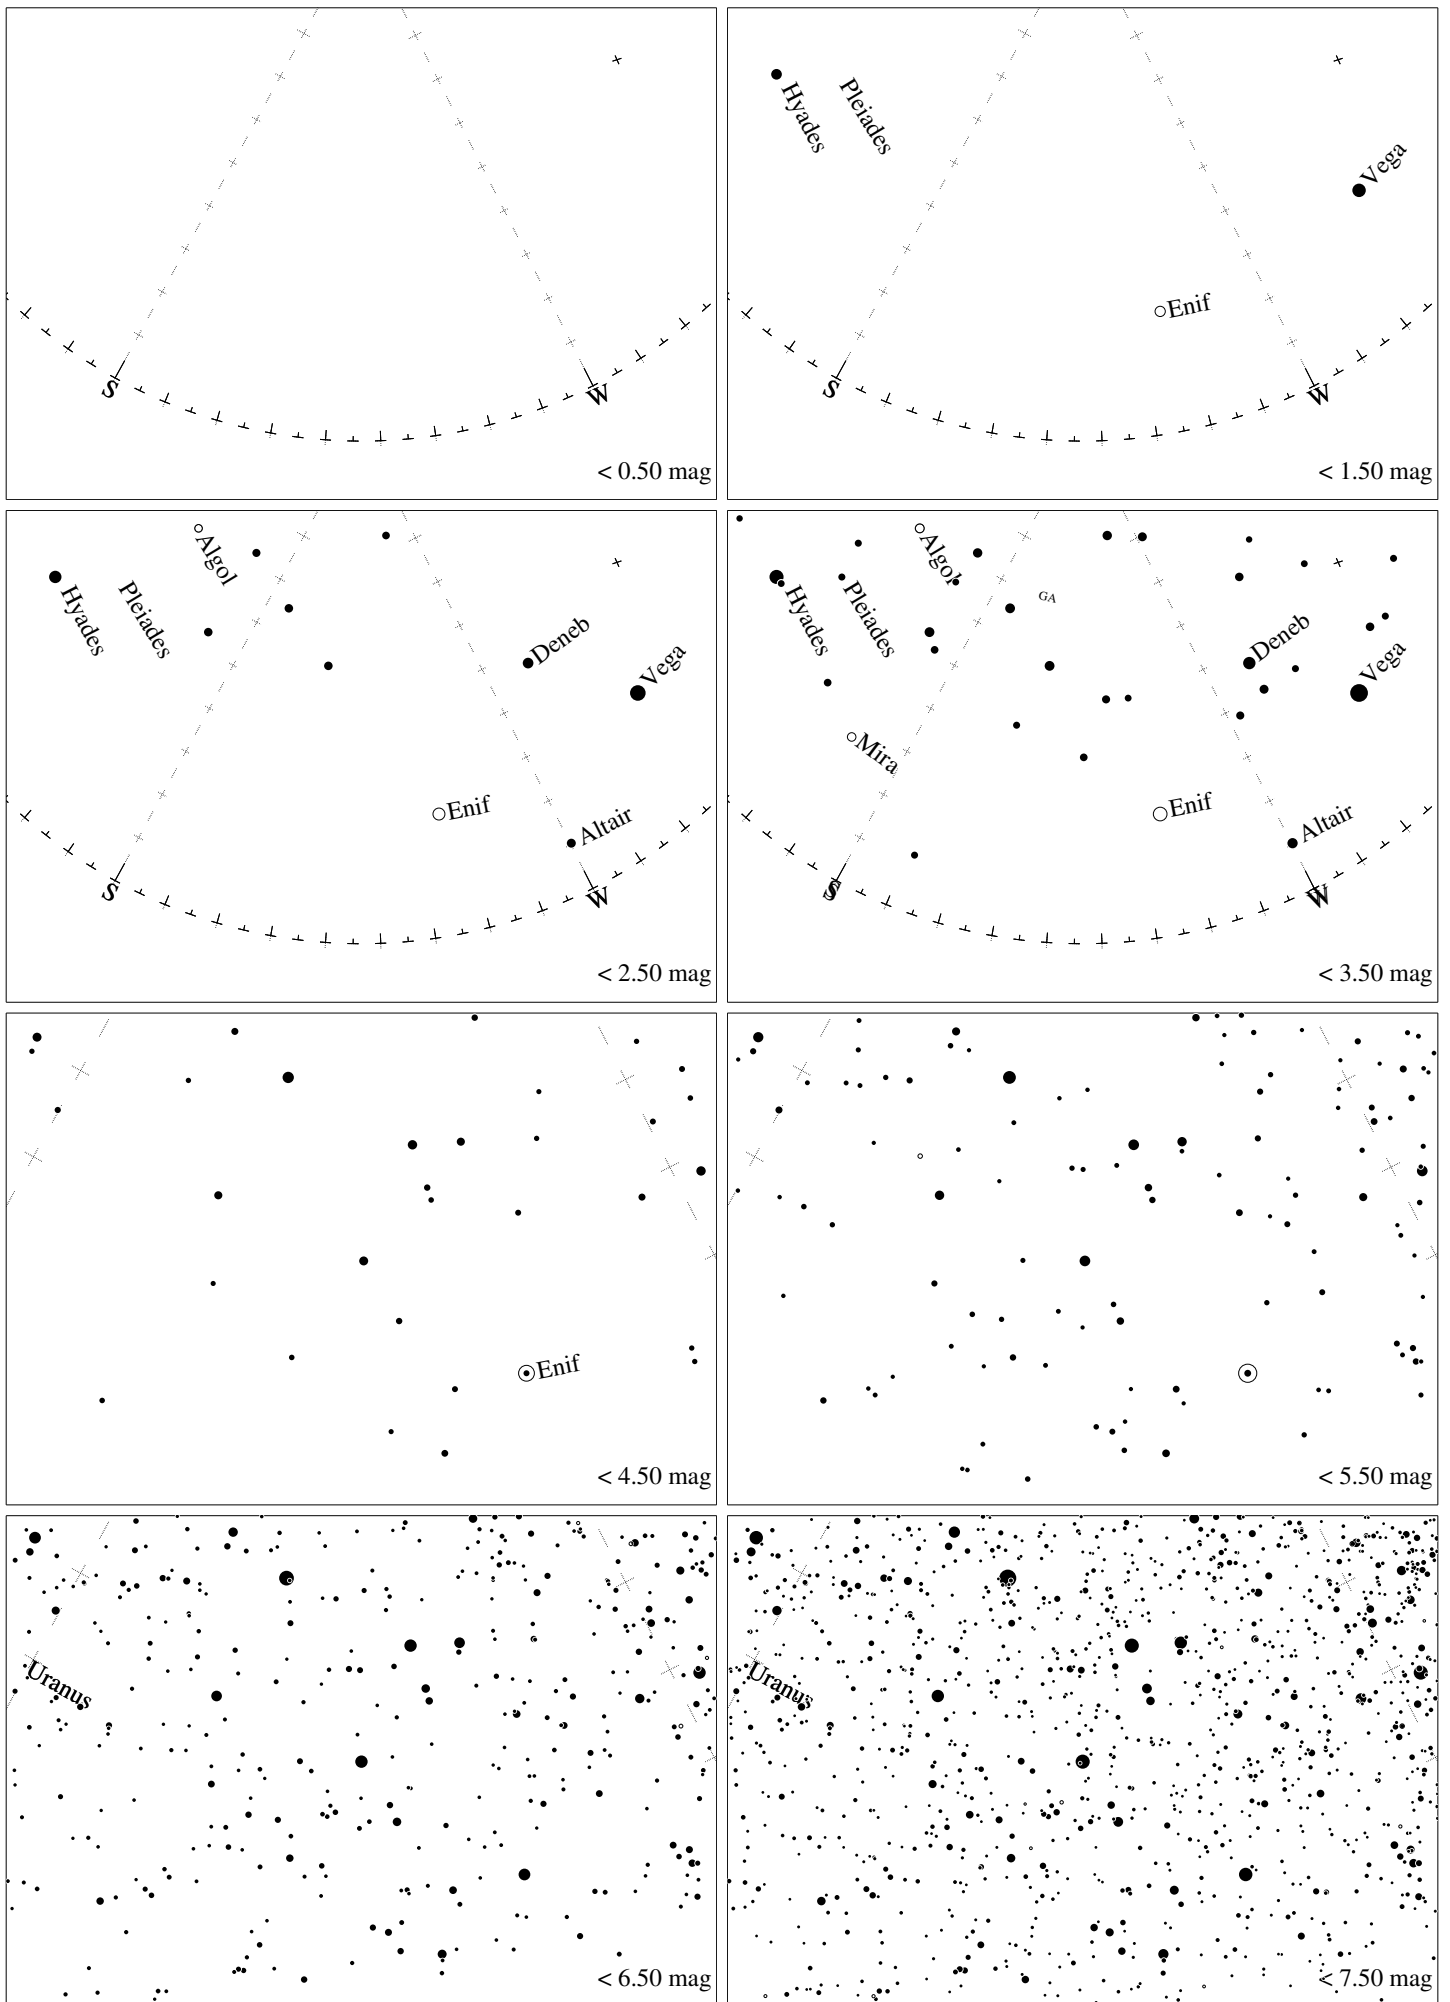 S
W
< 0.50 mag
Hyades
Pleiades
Vega
Enif
S
W
< 1.50 mag
Algol
Hyades
Pleiades
Deneb
Vega
Enif
Altair
S
W
< 2.50 mag
Algol
GA
Hyades
Pleiades
Deneb
Vega
Mira
Enif
Altair
S
W
< 3.50 mag
Enif
< 4.50 mag
< 5.50 mag
Uranus
< 6.50 mag
Uranus
< 7.50 mag